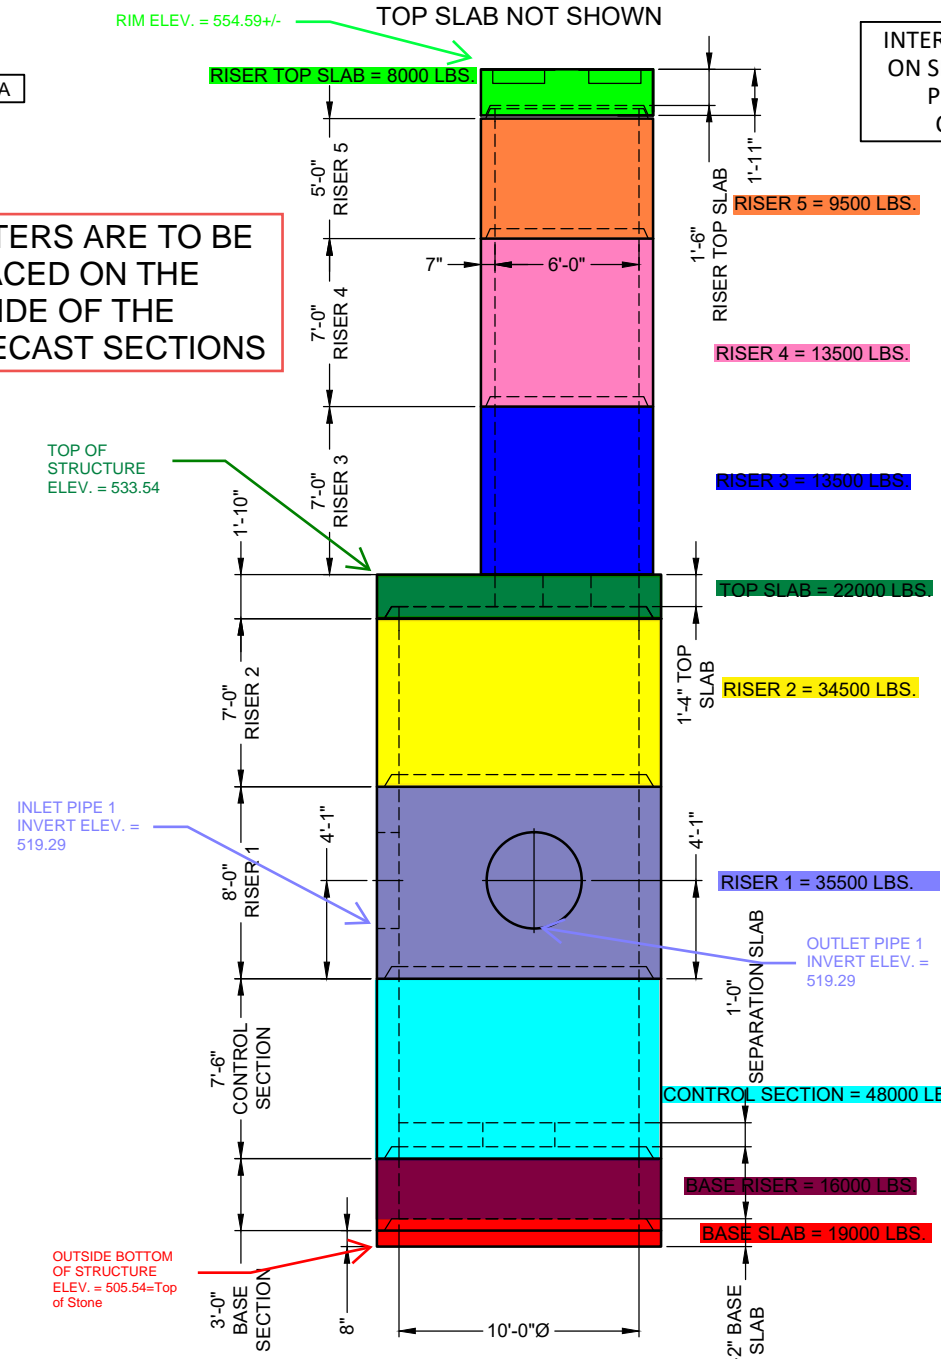 TOP SLAB NOT SHOWN
RIM ELEV. = 554.59+/-
INTER
ON S
P
A
RISER TOP SLAB = 8000 LBS.
5'-0"
RISER 5
1'-6"
RISER TOP SLAB
1'-11"
RISER 5 = 9500 LBS.
TERS ARE TO BE
ACED ON THE
IDE OF THE
ECAST SECTIONS
7"
6'-0"
7'-0"
RISER 4
RISER 4 = 13500 LBS.
TOP OF
STRUCTURE
ELEV. = 533.54
7'-0"
RISER 3
RISER 3 = 13500 LBS.
1'-10"
TOP SLAB = 22000 LBS.
7'-0"
RISER 2
1'-4" TOP
SLAB
RISER 2 = 34500 LBS.
INLET PIPE 1
INVERT ELEV. =
519.29
8'-0"
RISER 1
4'-1"
4'-1"
RISER 1 = 35500 LBS.
OUTLET PIPE 1
INVERT ELEV. =
519.29
1'-0"
SEPARATION SLAB
7'-6"
CONTROL
SECTION
CONTROL SECTION = 48000 LB
BASE RISER = 16000 LBS.
BASE SLAB = 19000 LBS.
OUTSIDE BOTTOM
OF STRUCTURE
ELEV. = 505.54=Top
of Stone
3'-0"
BASE
SECTION
8"
10'-0"Ø
2" BASE
SLAB